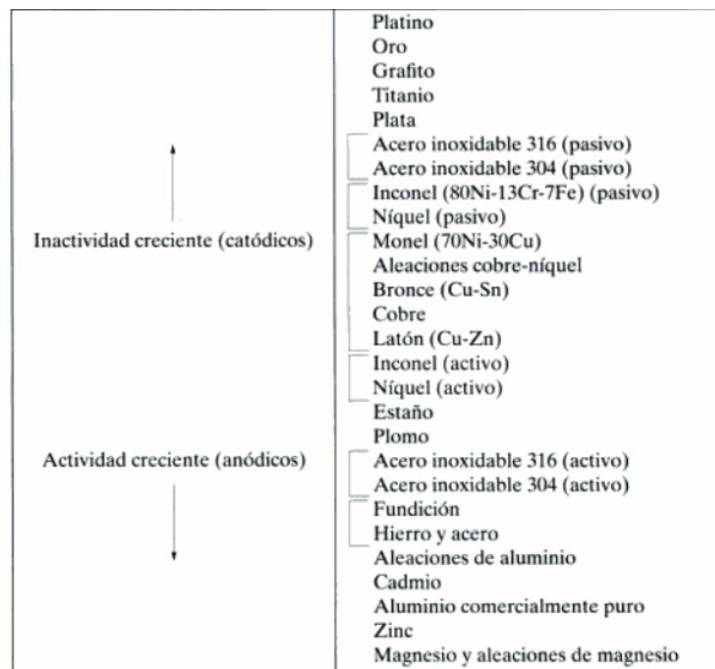 Platino
Oro
Grafito
Titanio
Plata
Acero inoxidable 316 (pasivo)
Acero inoxidable 304 (pasivo)
Inconel (80Ni-13Cr-7Fe) (pasivo)
Níquel (pasivo)
Inactividad creciente (catódicos)
Monel (70Ni-30Cu)
Aleaciones cobre-níquel
Bronce (Cu-Sn)
Cobre
Latón (Cu-Zn)
Inconel (activo)
Níquel (activo)
Estaño
Plomo
Actividad creciente (anódicos)
Acero inoxidable 316 (activo)
Acero inoxidable 304 (activo)
Fundición
Hierro y acero
Aleaciones de aluminio
Cadmio
Aluminio comercialmente puro
Zinc
Magnesio y aleaciones de magnesio